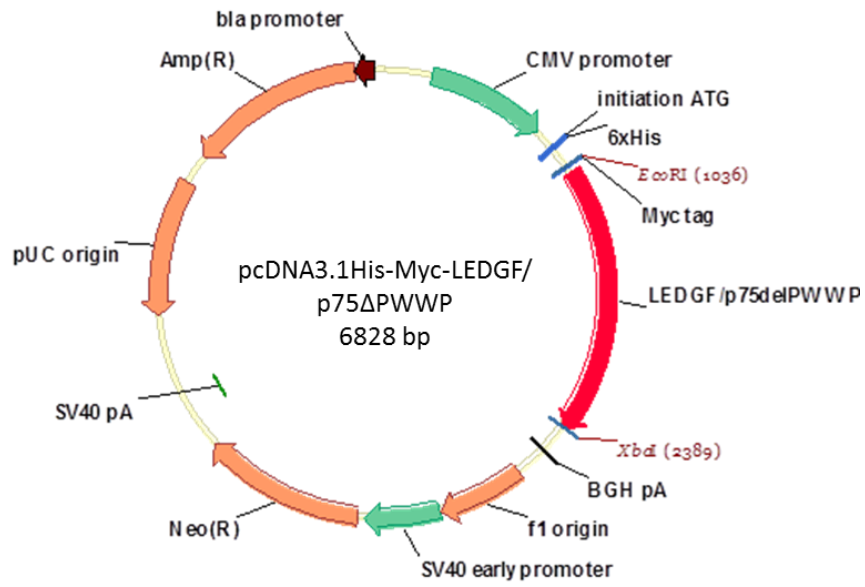 bla promoter
Amp(R)
CMV promoter
initiation ATG
6xHis
EcoRI (1036)
Myc tag
pUC origin
pcDNA3.1His-Myc-LEDGF/
p75ΔPWWP
6828 bp
LEDGF/p75delPWWP
SV40 pA
XbaI (2389)
BGH pA
Neo(R)
f1 origin
SV40 early promoter